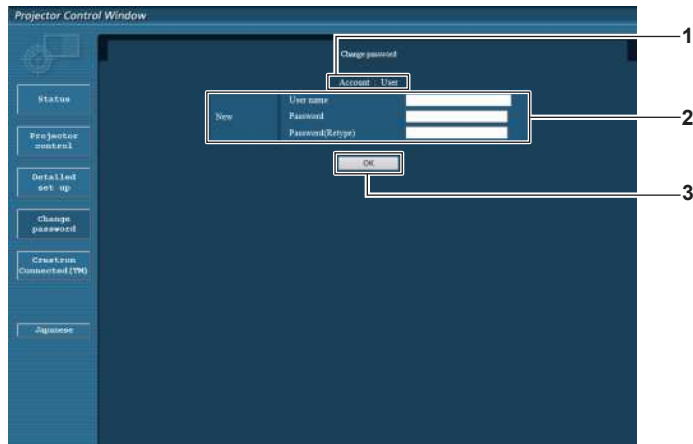 Projector Control Window
1
Change password
Account : User
Status
User name
New
Password
2
Password(Retype)
Projector
control
OK
Detailed
set up
3
Change
password
Crestron
Connected(TM)
Japanese